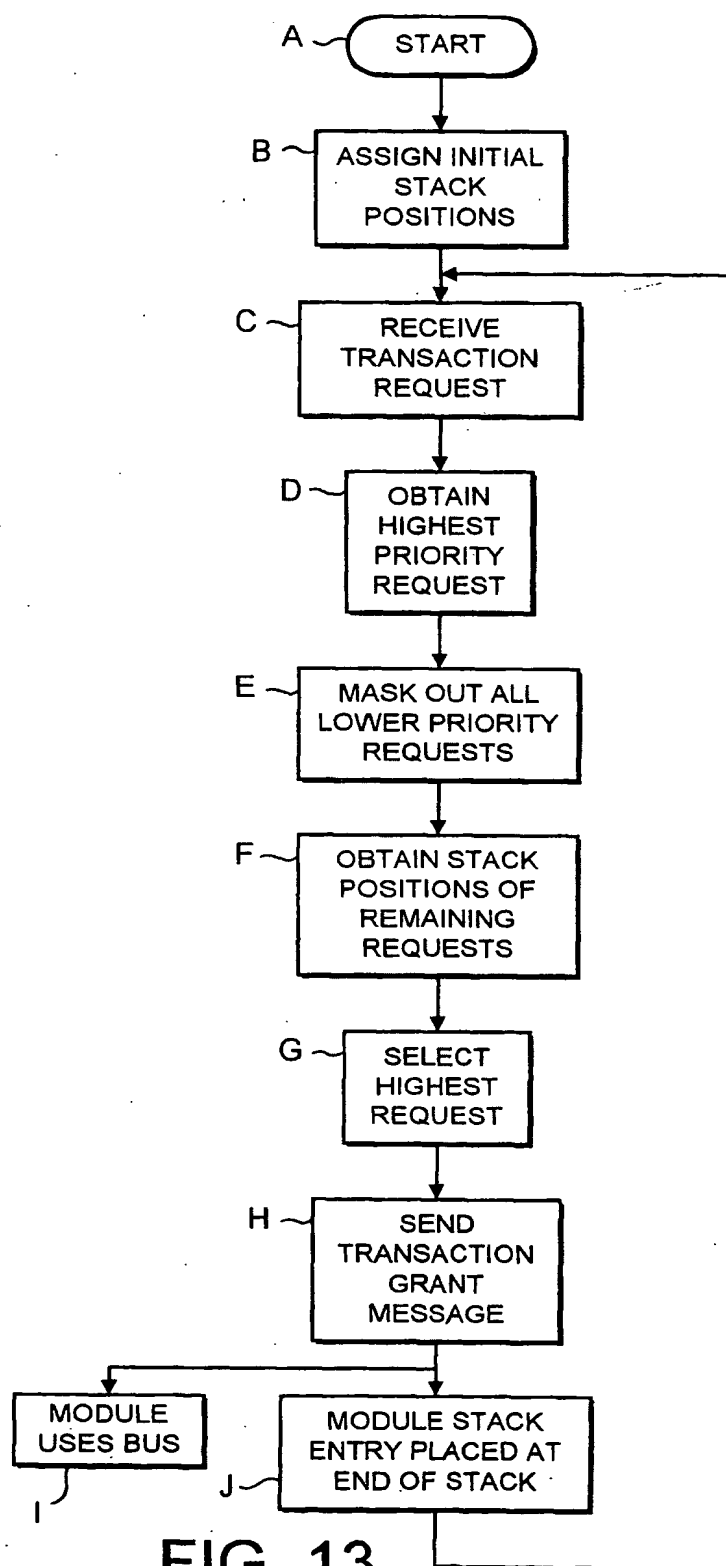 A
START
B
ASSIGN INITIAL
STACK
POSITIONS
C
RECEIVE
TRANSACTION
REQUEST
D
OBTAIN
HIGHEST
PRIORITY
REQUEST
E
MASK OUT ALL
LOWER PRIORITY
REQUESTS
F
OBTAIN STACK
POSITIONS OF
REMAINING
REQUESTS
G
SELECT
HIGHEST
REQUEST
H
SEND
TRANSACTION
GRANT
MESSAGE
MODULE
USES BUS
I
MODULE STACK
ENTRY PLACED AT
END OF STACK
J
FIG. 13